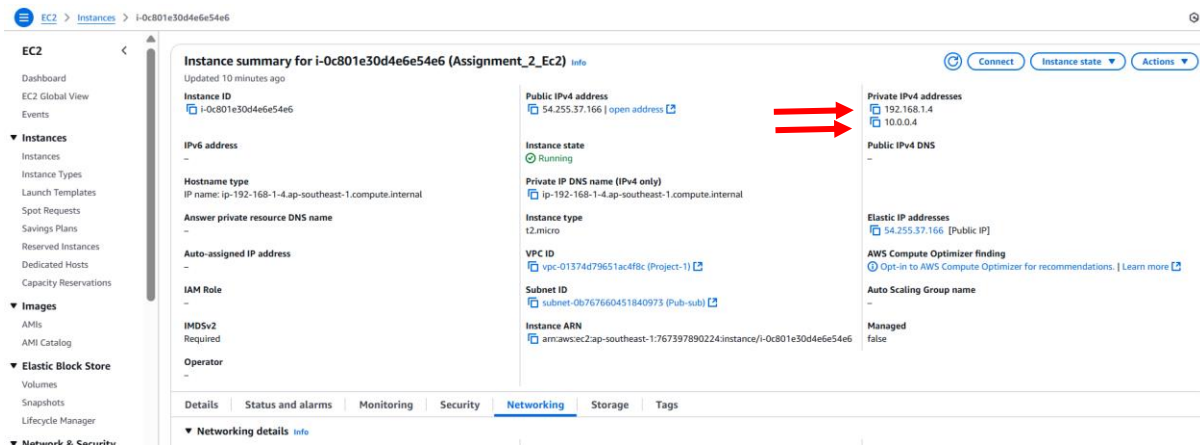 EC2 > Instances > i-0c801e30d4e6e54e6
EC2
Dashboard
EC2 Global View
Events
▼ Instances
Instances
Instance Types
Launch Templates
Spot Requests
Savings Plans
Reserved Instances
Dedicated Hosts
Capacity Reservations
▼ Images
AMIs
AMI Catalog
▼ Elastic Block Store
Volumes
Snapshots
Lifecycle Manager
▼ Network & Security
Instance summary for i-0c801e30d4e6e54e6 (Assignment_2_Ec2) Info
Connect
Instance state ▼
Actions ▼
Updated 10 minutes ago
Instance ID
i-0c801e30d4e6e54e6
Public IPv4 address
54.255.37.166 | open address
Private IPv4 addresses
192.168.1.4
10.0.0.4
IPv6 address
–
Instance state
Running
Public IPv4 DNS
–
Hostname type
IP name: ip-192-168-1-4.ap-southeast-1.compute.internal
Private IP DNS name (IPv4 only)
ip-192-168-1-4.ap-southeast-1.compute.internal
Answer private resource DNS name
–
Instance type
t2.micro
Elastic IP addresses
54.255.37.166 [Public IP]
Auto-assigned IP address
–
VPC ID
vpc-01374d79651ac4f8c (Project-1)
AWS Compute Optimizer finding
Opt-in to AWS Compute Optimizer for recommendations. | Learn more
IAM Role
–
Subnet ID
subnet-0b767660451840973 (Pub-sub)
Auto Scaling Group name
–
IMDSv2
Required
Instance ARN
arn:aws:ec2:ap-southeast-1:767397890224:instance/i-0c801e30d4e6e54e6
Managed
false
Operator
–
Details
Status and alarms
Monitoring
Security
Networking
Storage
Tags
▼ Networking details Info